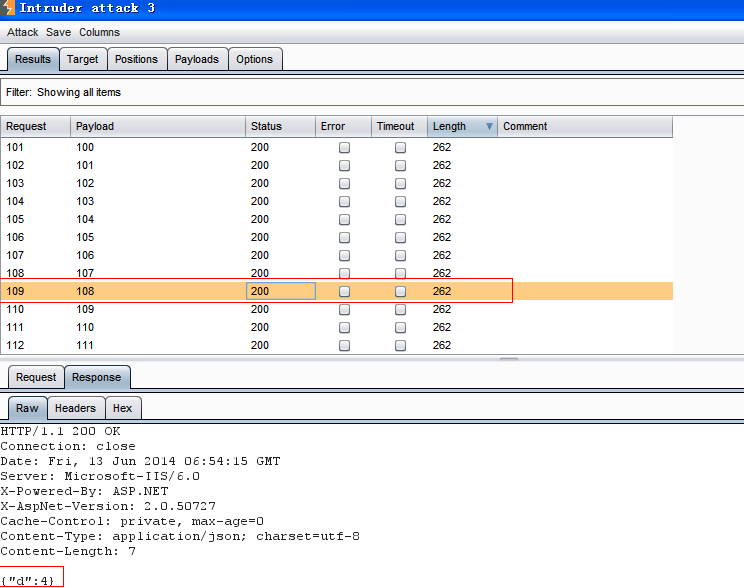 Intruder attack 3
Attack Save Columns
Results Target Positions Payloads Options
Filter: Showing all items
Request Payload Status Error Timeout Length Comment
101 100 200 262
102 101 200 262
103 102 200 262
104 103 200 262
105 104 200 262
106 105 200 262
107 106 200 262
108 107 200 262
109 108 200 262
110 109 200 262
111 110 200 262
112 111 200 262
Request Response
Raw Headers Hex
HTTP/1.1 200 OK
Connection: close
Date: Fri, 13 Jun 2014 06:54:15 GMT
Server: Microsoft-IIS/6.0
X-Powered-By: ASP.NET
X-AspNet-Version: 2.0.50727
Cache-Control: private, max-age=0
Content-Type: application/json; charset=utf-8
Content-Length: 7
{"d":4}